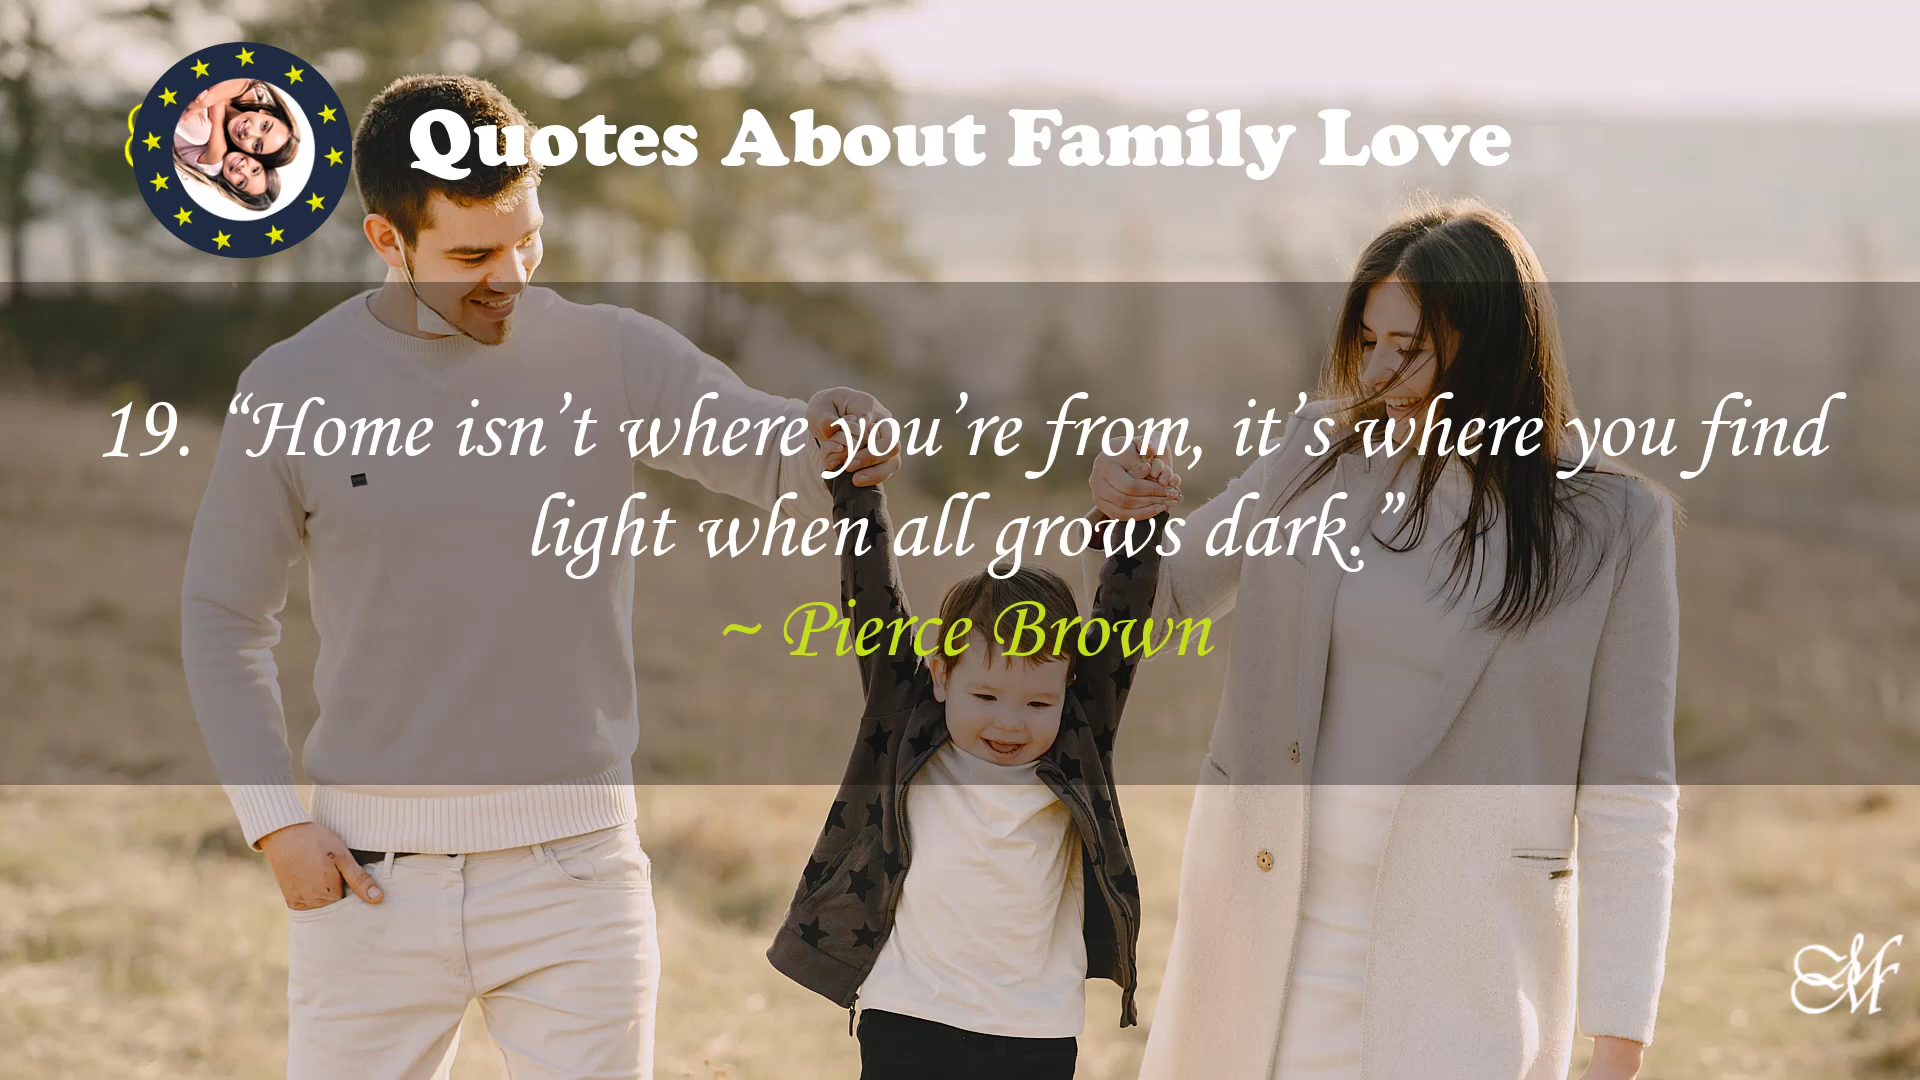 Quotes About Family Love
19. “Home isn’t where you’re from, it’s where you find
light when all grows dark.”
~ Pierce Brown